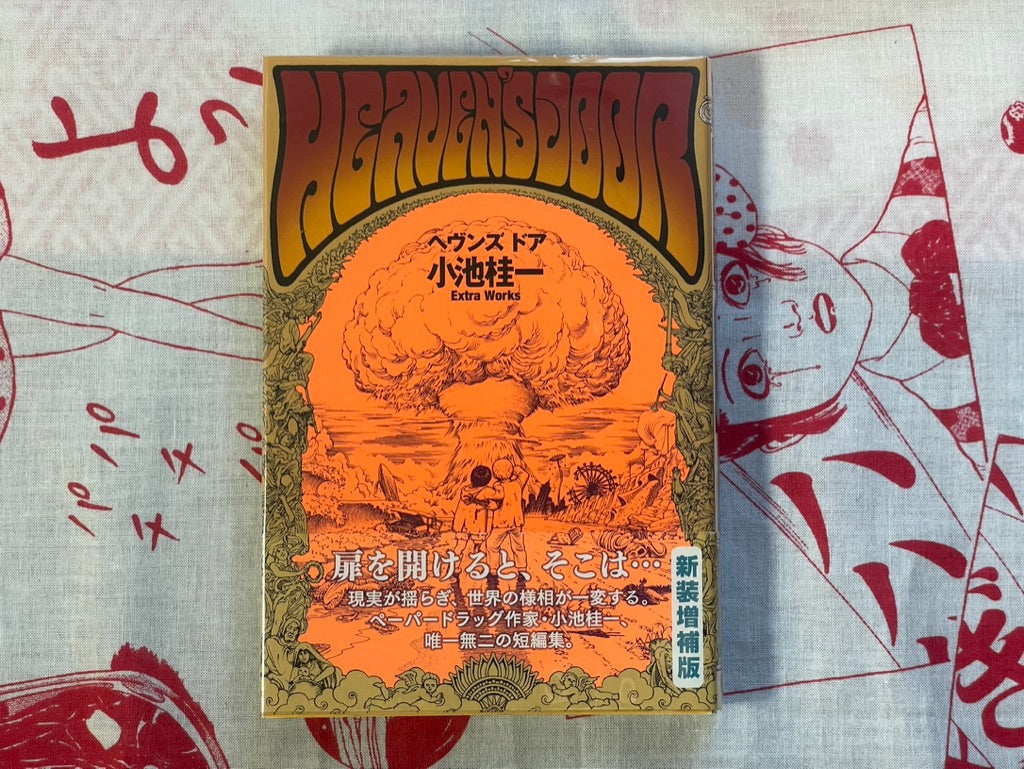 HEAVEN'S DOOR
ヘヴンズ ドア
小池桂一
Extra Works
扉を開けると、そこは…
現実が揺らぎ、世界の様相が一変する。
ペーパードラッグ作家・小池桂一、
唯一無二の短編集。
新装増補版